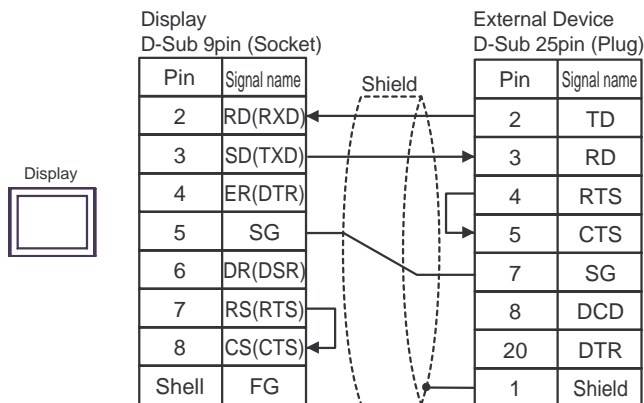 Display
D-Sub 9pin (Socket)
External Device
D-Sub 25pin (Plug)
Display
Shield
Pin Signal name
2 RD(RXD)
3 SD(TXD)
4 ER(DTR)
5 SG
6 DR(DSR)
7 RS(RTS)
8 CS(CTS)
Shell FG
Pin Signal name
2 TD
3 RD
4 RTS
5 CTS
7 SG
8 DCD
20 DTR
1 Shield